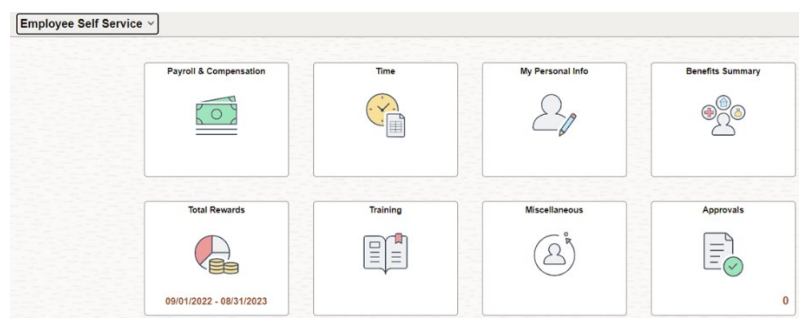 Employee Self Service
Payroll & Compensation
Time
My Personal Info
Benefits Summary
Total Rewards
Training
Miscellaneous
Approvals
09/01/2022 - 08/31/2023
0